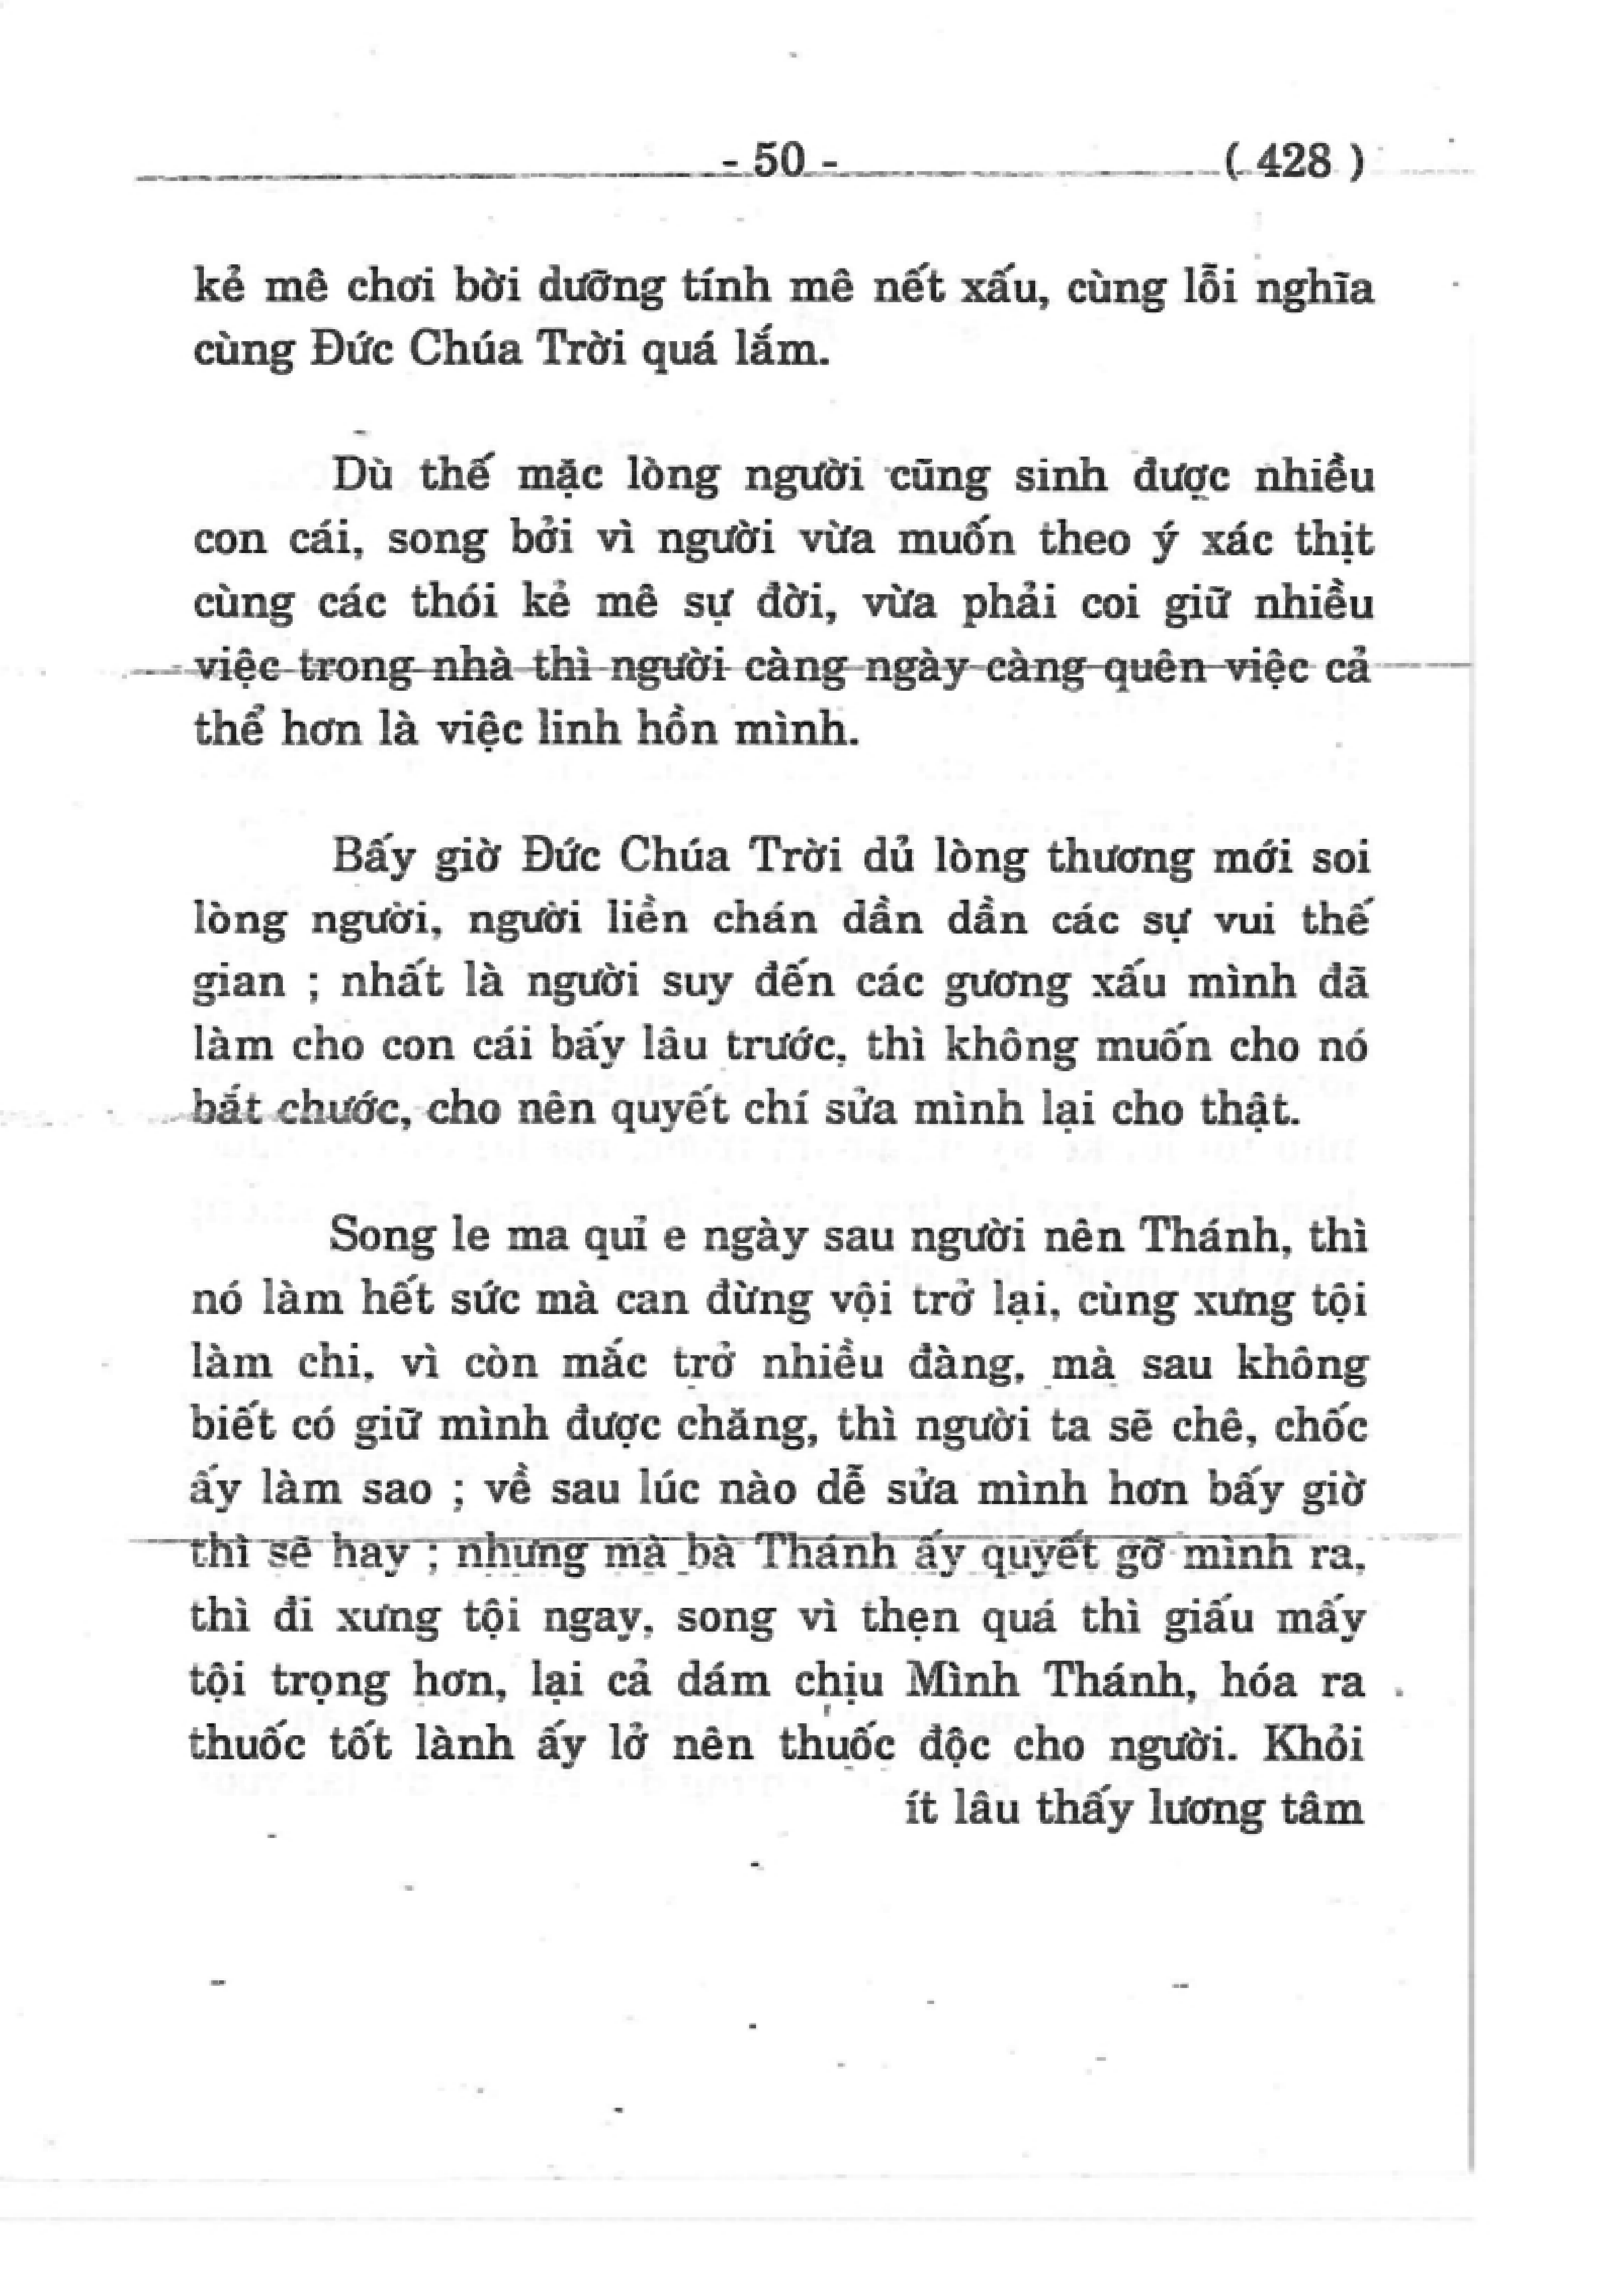 - 50 -
( 428 )
kẻ mê chơi bời dưỡng tính mê nết xấu, cùng lỗi nghĩa
cùng Đức Chúa Trời quá lắm.
Dù thế mặc lòng người cũng sinh được nhiều
con cái, song bởi vì người vừa muốn theo ý xác thịt
cùng các thói kẻ mê sự đời, vừa phải coi giữ nhiều
việc trong nhà thì người càng ngày càng quên việc cả
thể hơn là việc linh hồn mình.
Bấy giờ Đức Chúa Trời dủ lòng thương mới soi
lòng người, người liền chán dần dần các sự vui thế
gian ; nhất là người suy đến các gương xấu mình đã
làm cho con cái bấy lâu trước, thì không muốn cho nó
bắt chước, cho nên quyết chí sửa mình lại cho thật.
Song le ma quỉ e ngày sau người nên Thánh, thì
nó làm hết sức mà can đừng vội trở lại, cùng xưng tội
làm chi, vì còn mắc trở nhiều đàng, mà sau không
biết có giữ mình được chăng, thì người ta sẽ chê, chốc
ấy làm sao ; về sau lúc nào dễ sửa mình hơn bấy giờ
thì sẽ hay ; nhưng mà bà Thánh ấy quyết gỡ mình ra,
thì đi xưng tội ngay, song vì thẹn quá thì giấu mấy
tội trọng hơn, lại cả dám chịu Mình Thánh, hóa ra
thuốc tốt lành ấy lở nên thuốc độc cho người. Khỏi
ít lâu thấy lương tâm